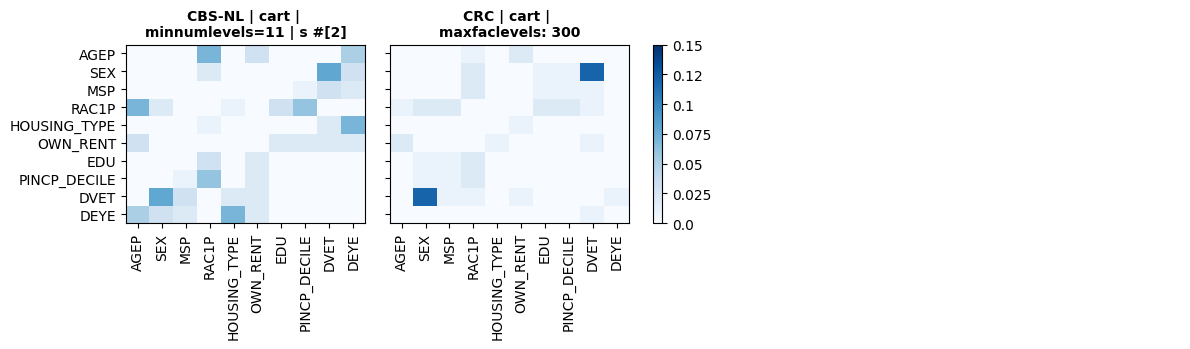 CBS-NL | cart |
minnumlevels=11 | s #[2]
CRC | cart |
maxfaclevels: 300
AGEP
SEX
MSP
RAC1P
HOUSING_TYPE
OWN_RENT
EDU
PINCP_DECILE
DVET
DEYE
AGEP
SEX
MSP
RAC1P
HOUSING_TYPE
OWN_RENT
EDU
PINCP_DECILE
DVET
DEYE
AGEP
SEX
MSP
RAC1P
HOUSING_TYPE
OWN_RENT
EDU
PINCP_DECILE
DVET
DEYE
0.15
0.12
0.1
0.075
0.05
0.025
0.0